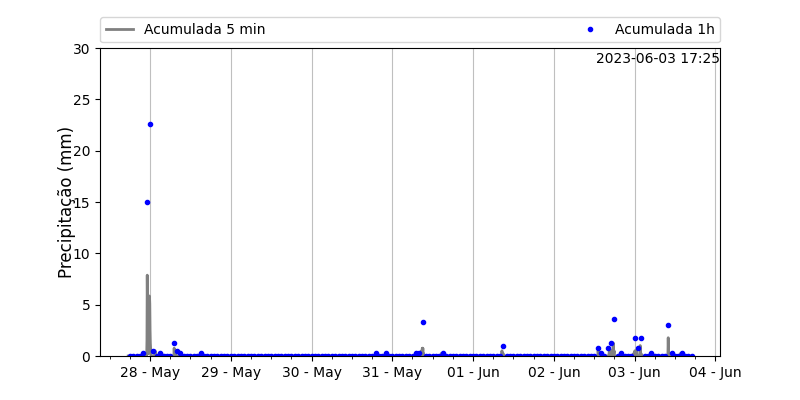 Acumulada 5 min
Acumulada 1h
2023-06-03 17:25
Precipitação (mm)
30
25
20
15
10
5
0
28 - May
29 - May
30 - May
31 - May
01 - Jun
02 - Jun
03 - Jun
04 - Jun